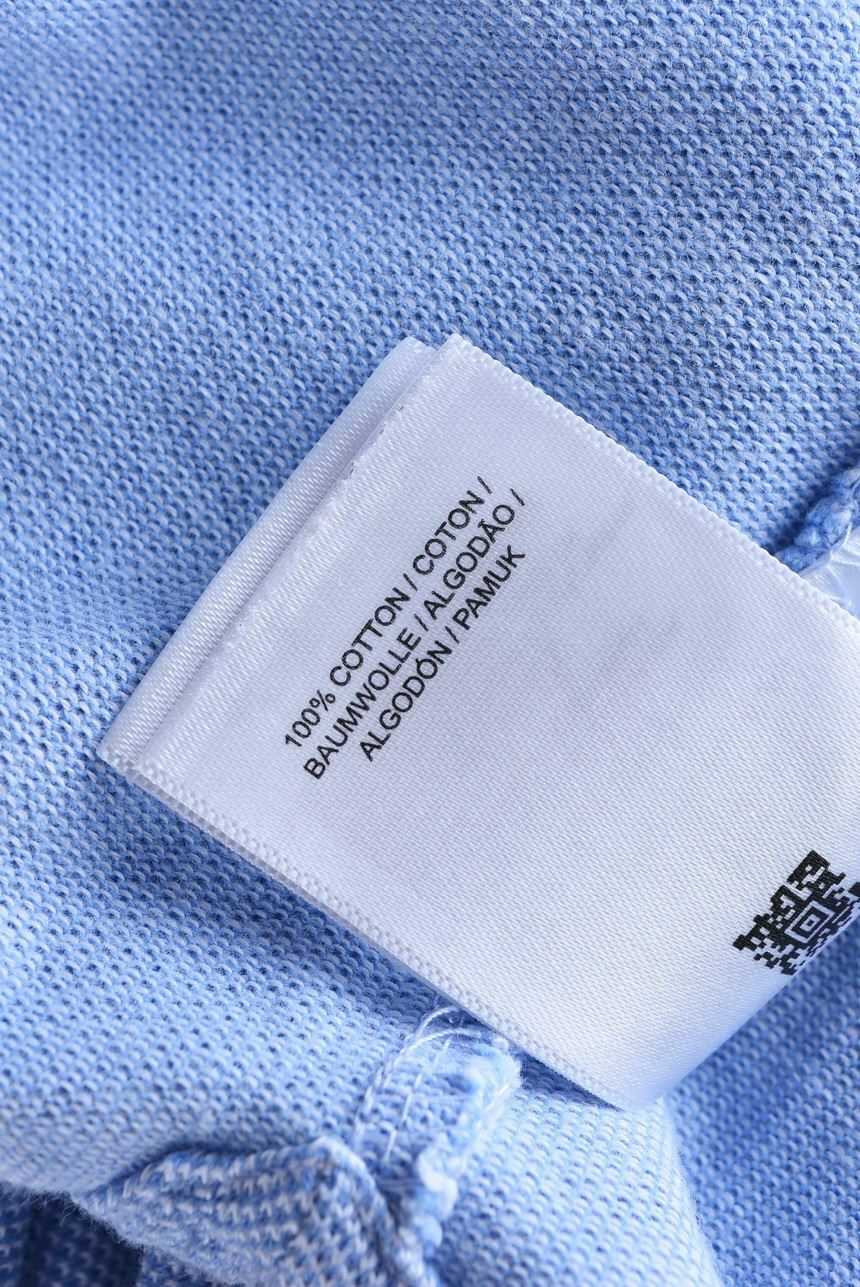 100% COTTON / COTON /
BAUMWOLLE / ALGODÃO /
ALGODÓN / PAMUK